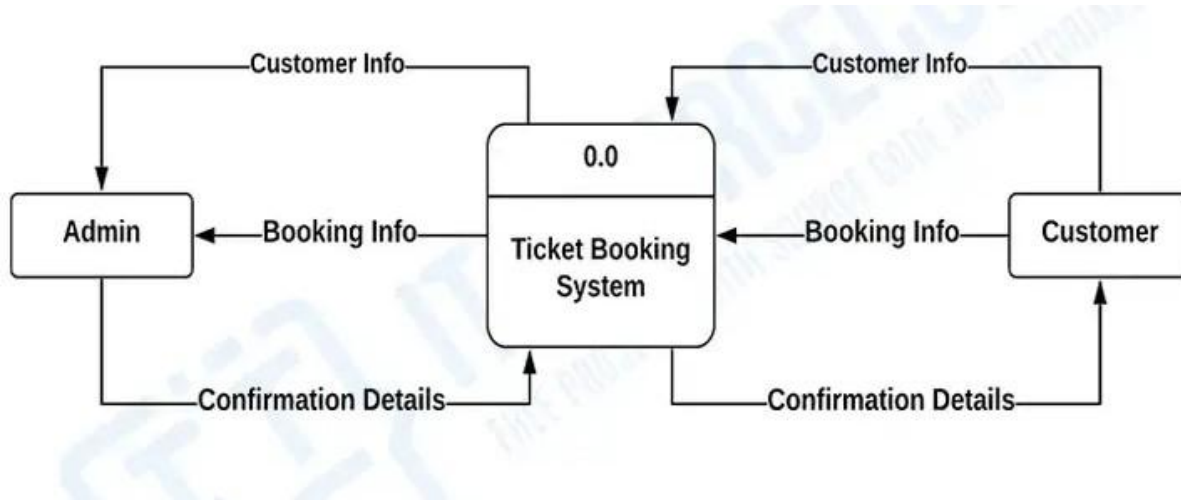 Customer Info
Customer Info
0.0
Admin
Booking Info
Ticket Booking
System
Booking Info
Customer
Confirmation Details
Confirmation Details